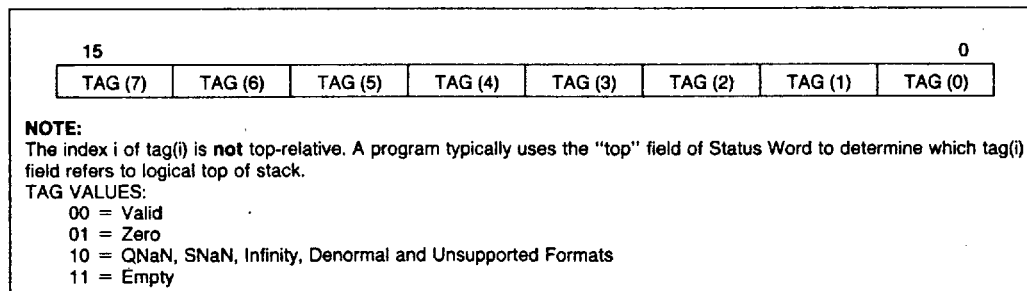 15 0
TAG (7) TAG (6) TAG (5) TAG (4) TAG (3) TAG (2) TAG (1) TAG (0)
NOTE:
The index i of tag(i) is not top-relative. A program typically uses the "top" field of Status Word to determine which tag(i)
field refers to logical top of stack.
TAG VALUES:
00 = Valid
01 = Zero
10 = QNaN, SNaN, Infinity, Denormal and Unsupported Formats
11 = Empty